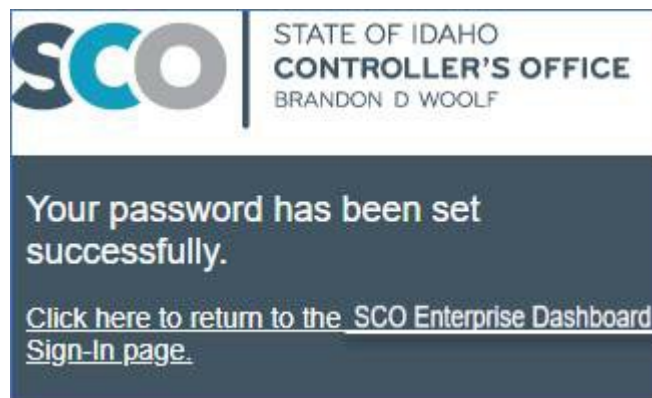 SCO
STATE OF IDAHO
CONTROLLER'S OFFICE
BRANDON D WOOLF
Your password has been set
successfully.
Click here to return to the SCO Enterprise Dashboard
Sign-In page.